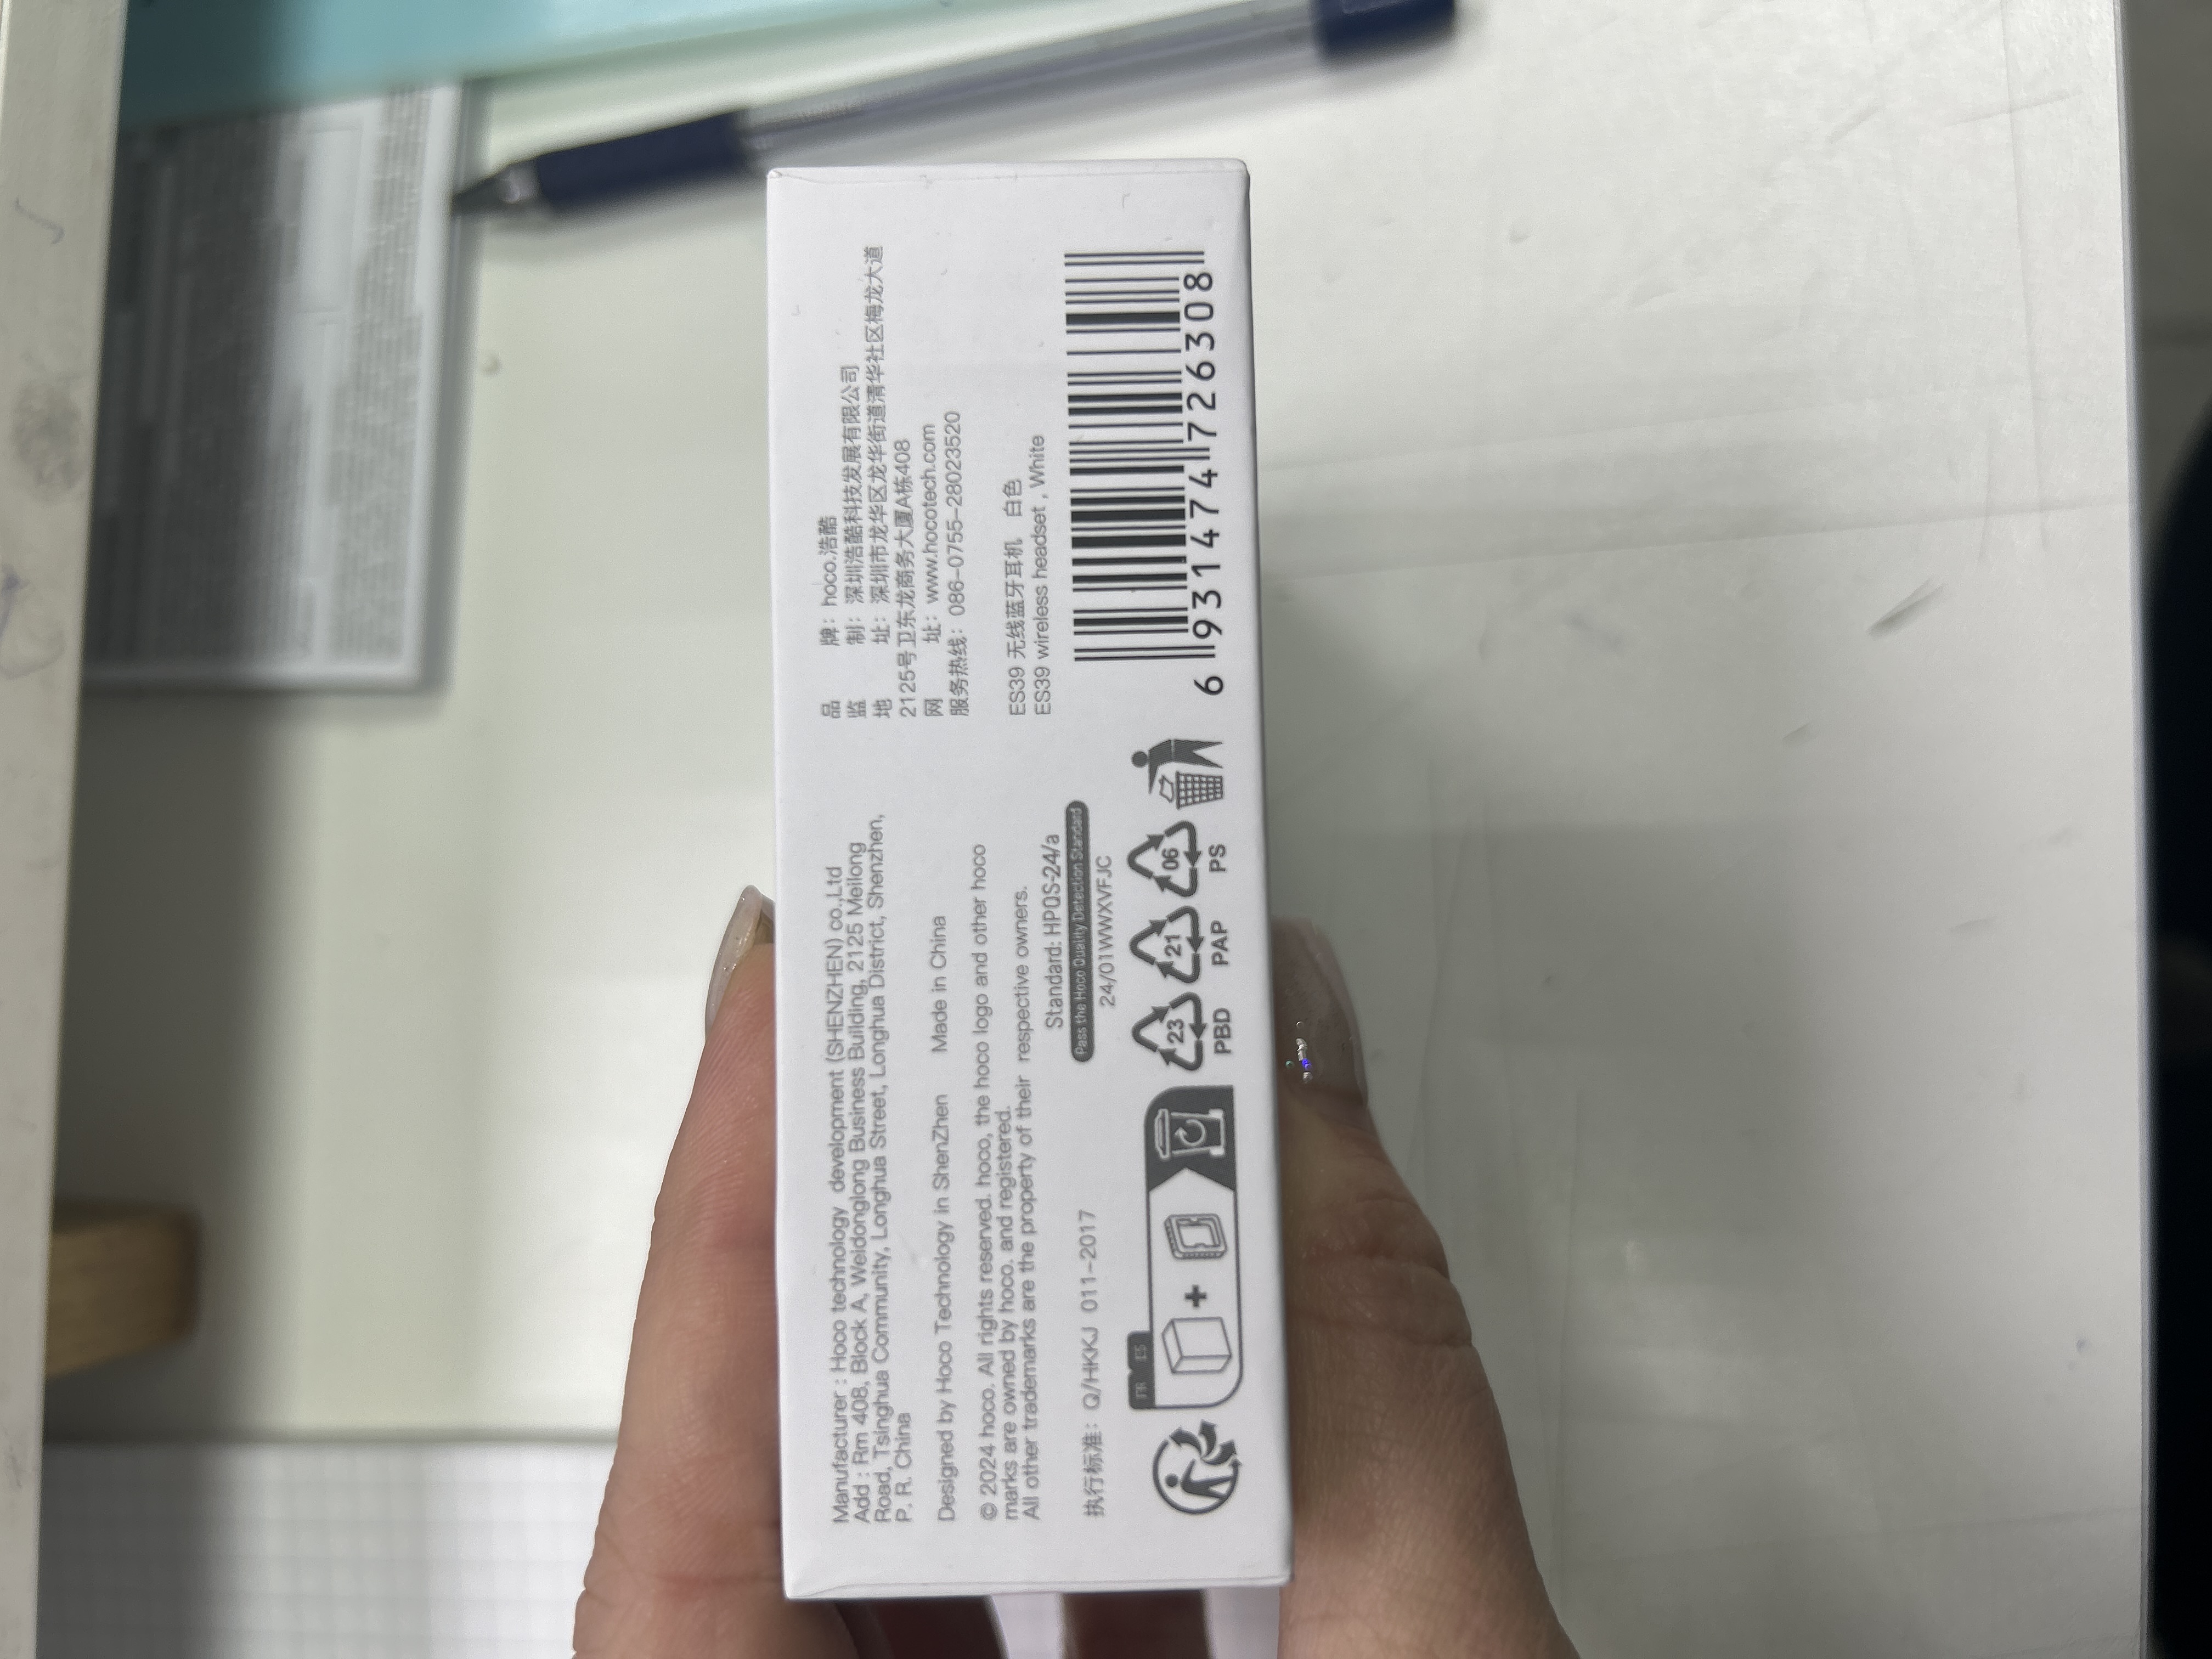 Manufacturer : Hoco technology development (SHENZHEN) co.,Ltd
Add : Rm 408, Block A, Weidonglong Business Building, 2125 Meilong
Road, Tsinghua Community, Longhua Street, Longhua District, Shenzhen,
P. R. China
Designed by Hoco Technology in ShenZhen Made in China
© 2024 hoco. All rights reserved. hoco, the hoco logo and other hoco
marks are owned by hoco. and registered.
All other trademarks are the property of their respective owners.
Standard: HPQS-24/a
Pass the Hoco Quality Detection Standard
24/01WWXVFJC
执行标准：Q/HKKJ 011-2017
FR ES
23 21 06
PBD PAP PS
品 牌：hoco.浩酷
监 制：深圳浩酷科技发展有限公司
地 址：深圳市龙华区龙华街道清华社区梅龙大道
2125号卫东龙商务大厦A栋408
网 址：www.hocotech.com
服务热线：086-0755-28023520
ES39 无线蓝牙耳机 白色
ES39 wireless headset , White
6 931474 726308